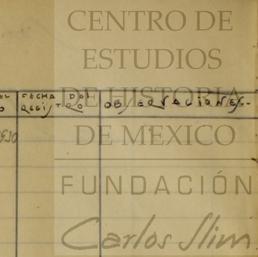 CENTRO DE
ESTUDIOS
DE HISTORIA
DE MEXICO
FUNDACIÓN
Carlos Slim
FECHA DEL
REGISTRO
OBSERVACIONES.-